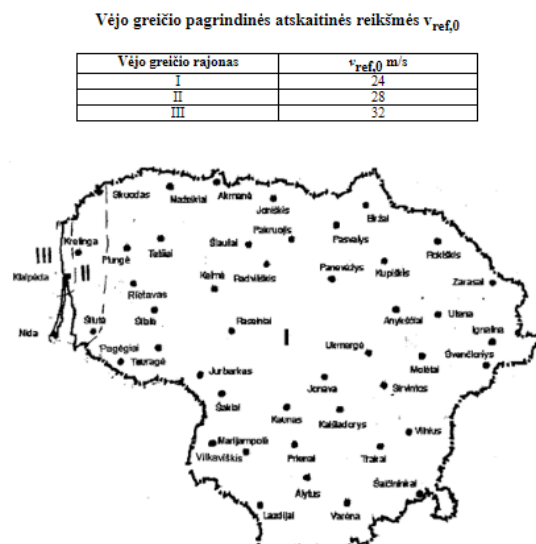 Vėjo greičio pagrindinės atskaitinės reikšmės vref,0
Vėjo greičio rajonas vref,0 m/s
I 24
II 28
III 32
Skuodas
Mažeikiai
Akmenė
Joniškis
Biržai
Pakruojis
Pasvalys
Kretinga
III
Plungė
Telšiai
Šiauliai
Rokiškis
Klaipėda
II
Kelmė
Radviliškis
Panevėžys
Kupiškis
Zarasai
Rietavas
Šilutė
Šilalė
Raseiniai
Anykščiai
Utena
Nida
I
Ignalina
Pagėgiai
Tauragė
Ukmergė
Molėtai
Švenčionys
Jurbarkas
Jonava
Širvintos
Šakiai
Kaunas
Kaišiadorys
Vilnius
Marijampolė
Vilkaviškis
Prienai
Trakai
Alytus
Šalčininkai
Lazdijai
Varėna